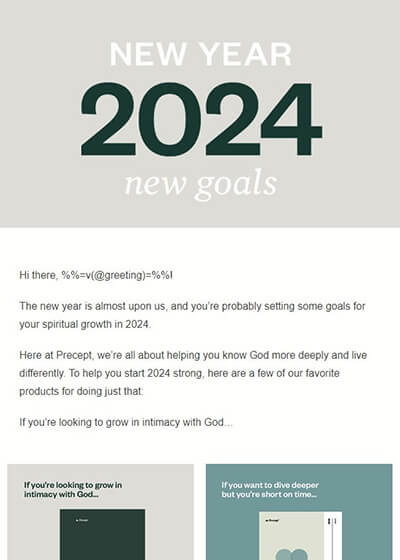 NEW YEAR
2024
new goals
Hi there, %%=v(@greeting)=%%!
The new year is almost upon us, and you're probably setting some goals for
your spiritual growth in 2024.
Here at Precept, we're all about helping you know God more deeply and live
differently. To help you start 2024 strong, here are a few of our favorite
products for doing just that:
If you're looking to grow in intimacy with God...
If you're looking to grow in
intimacy with God...
Precept
If you want to dive deeper
but you're short on time...
Precept